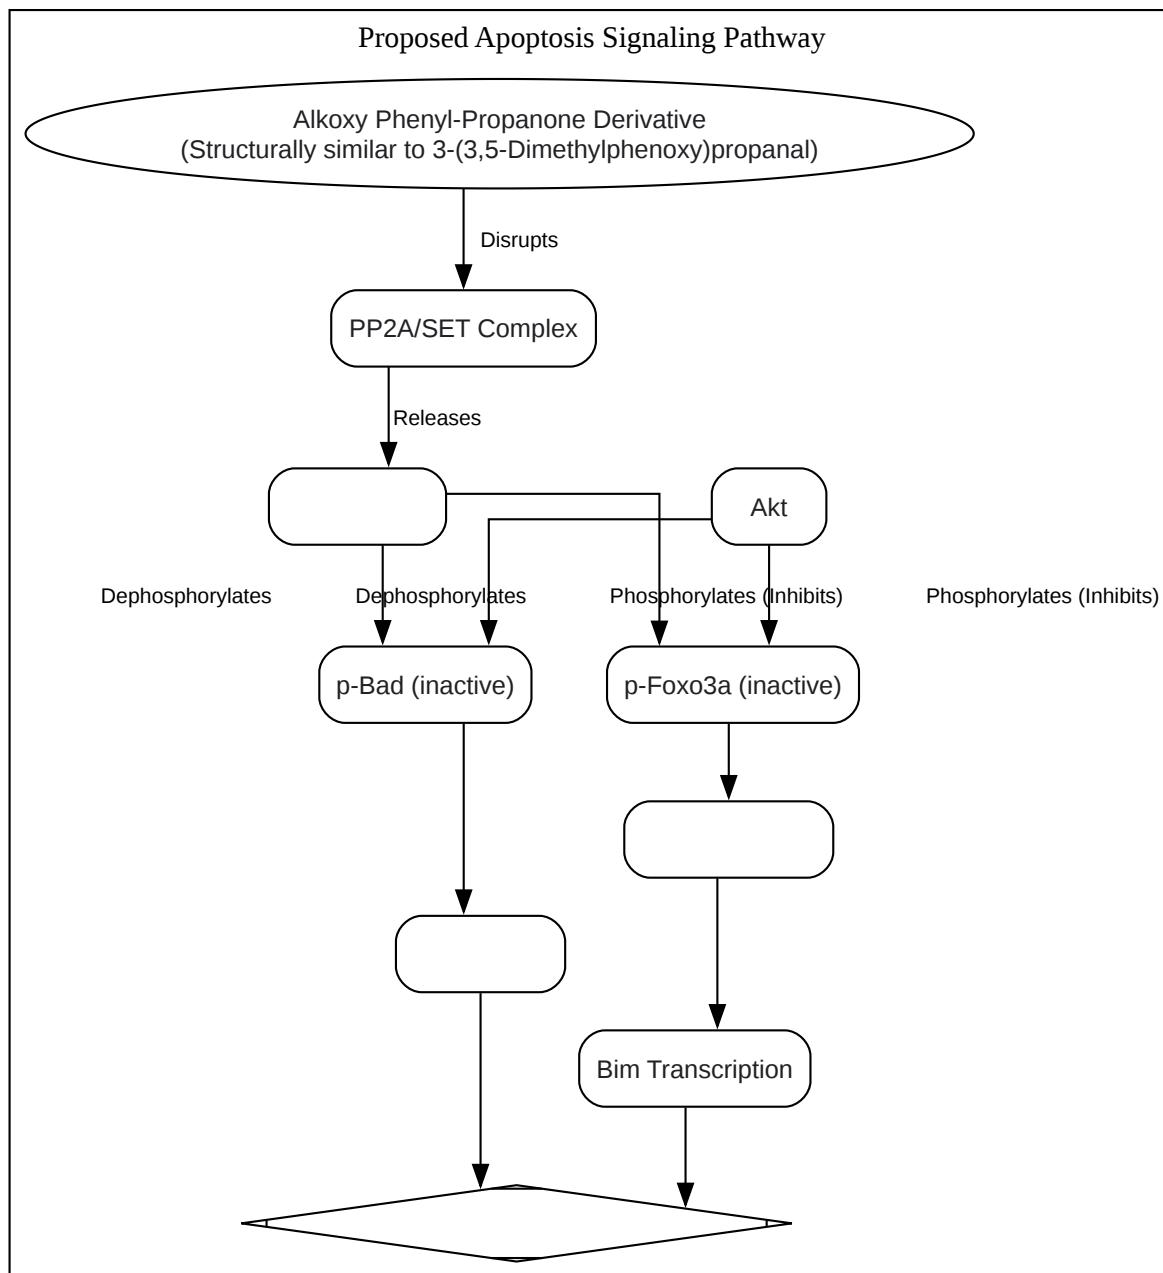 Proposed Apoptosis Signaling Pathway
Alkoxy Phenyl-Propanone Derivative
(Structurally similar to 3-(3,5-Dimethylphenoxy)propanal)
Disrupts
PP2A/SET Complex
Releases
Akt
Dephosphorylates
Dephosphorylates
Phosphorylates (Inhibits)
Phosphorylates (Inhibits)
p-Bad (inactive)
p-Foxo3a (inactive)
Bim Transcription